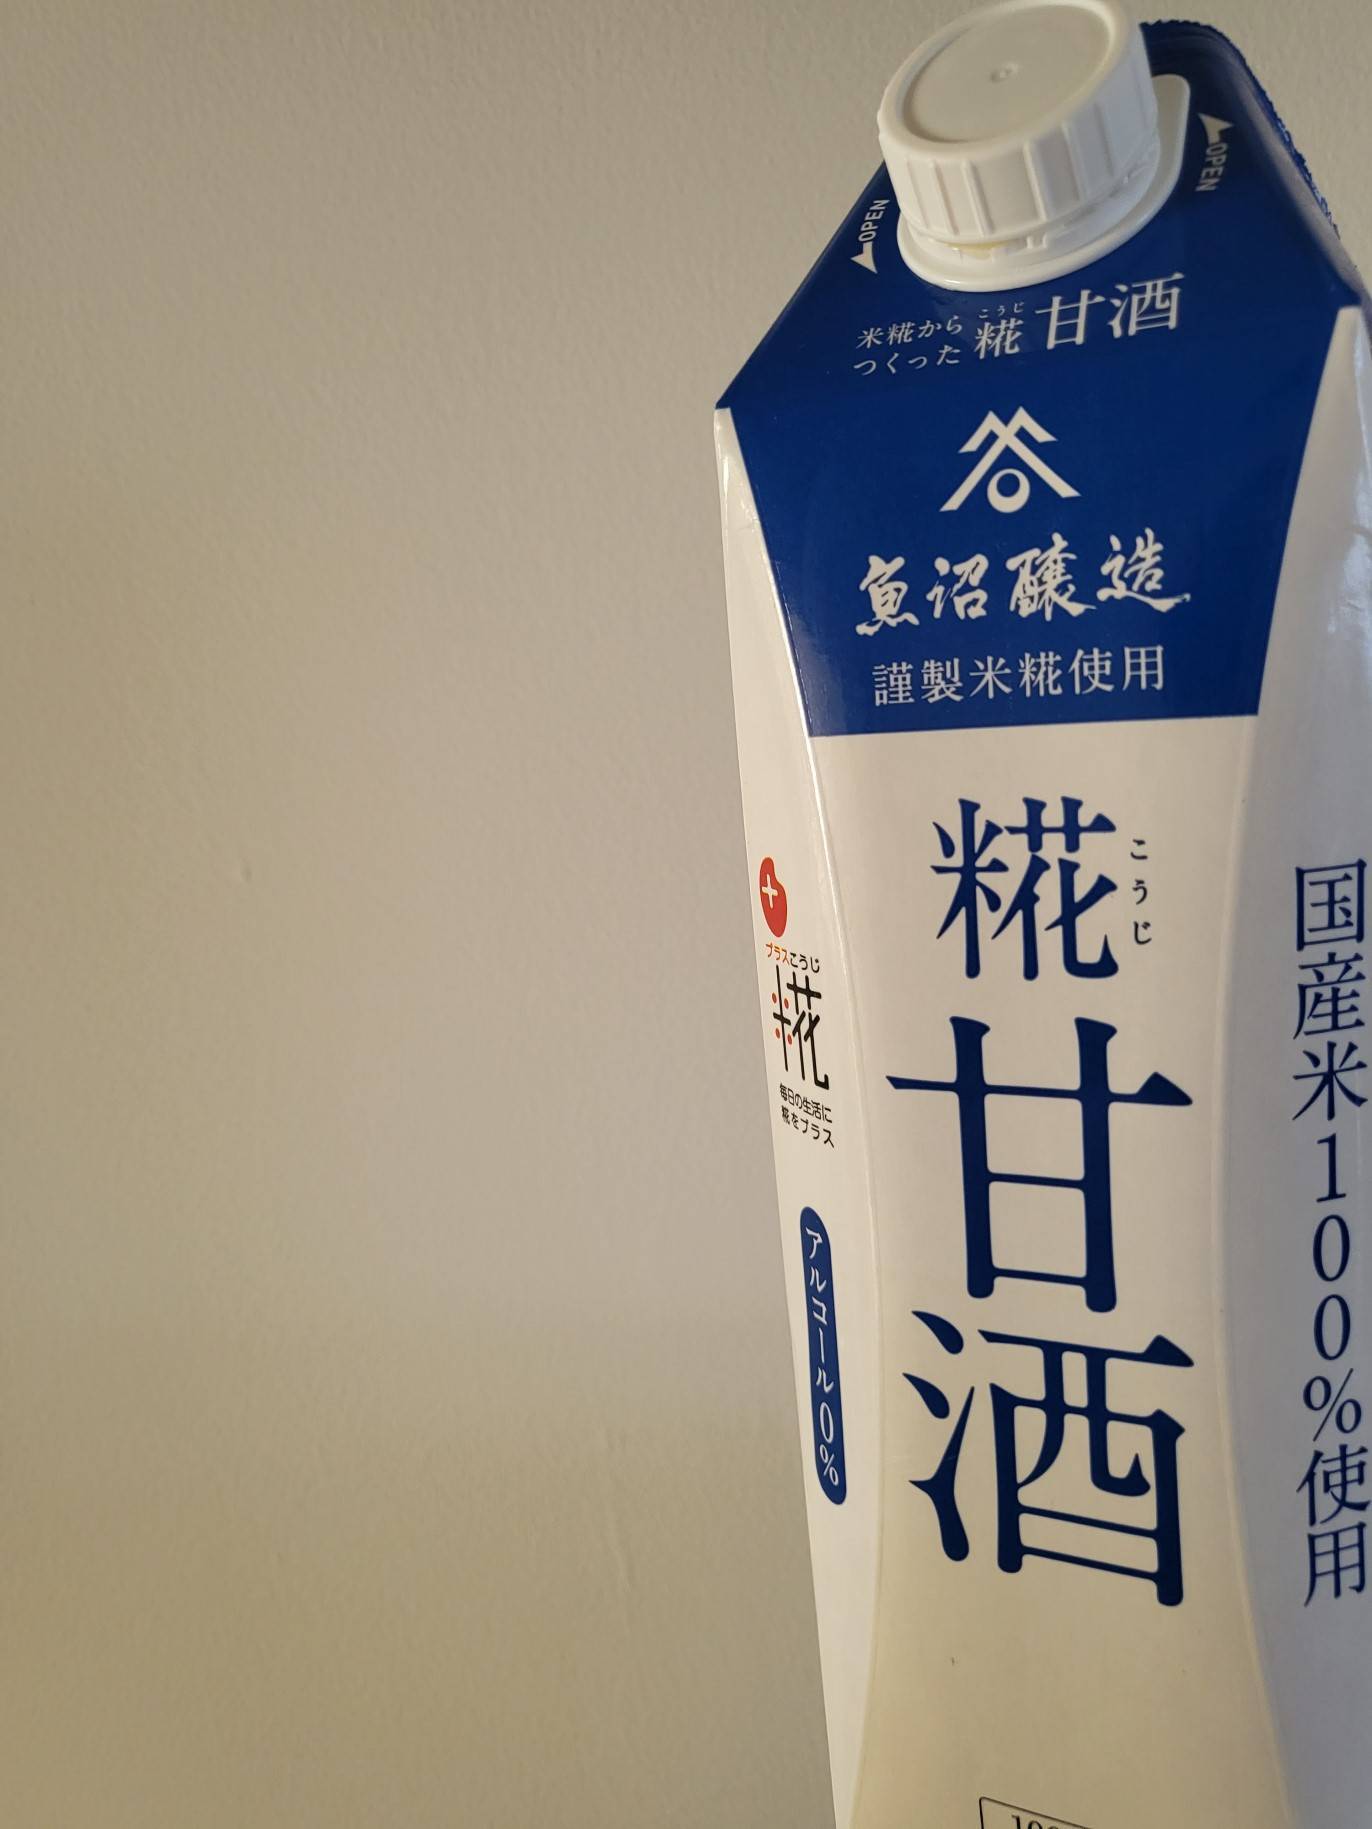 OPEN
OPEN
米糀から
つくった
こうじ
糀甘酒
魚沼醸造
謹製米糀使用
糀甘酒
こうじ
プラスこうじ
糀
毎日の生活に
糀をプラス
アルコール0%
国産米100%使用